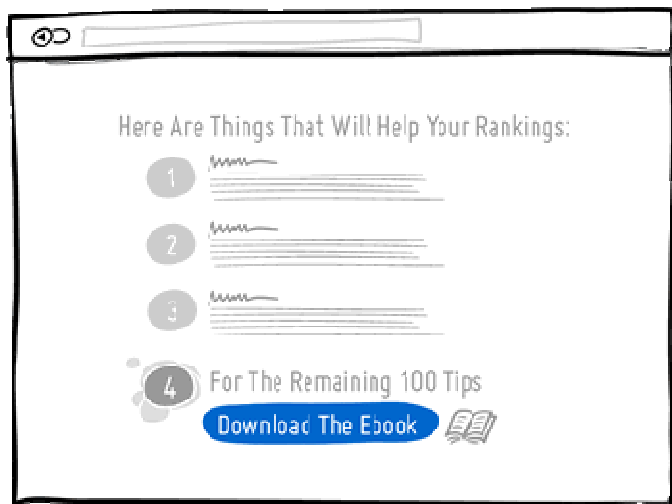 Here Are Things That Will Help Your Rankings:
1
2
3
4
For The Remaining 100 Tips
Download The Ebook